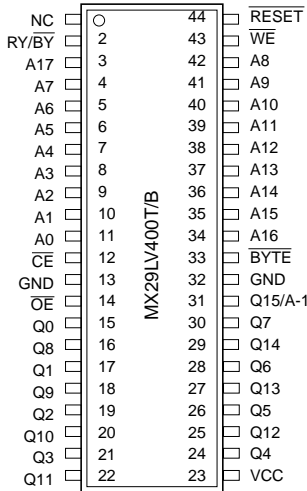 NC 44 RESET
RY/BY 2 43 WE
A17 3 42 A8
A7 4 41 A9
A6 5 40 A10
A5 6 39 A11
A4 7 38 A12
A3 8 37 A13
A2 9 36 A14
A1 10 35 A15
A0 11 34 A16
CE 12 33 BYTE
GND 13 32 GND
OE 14 31 Q15/A-1
Q0 15 30 Q7
Q8 16 29 Q14
Q1 17 28 Q6
Q9 18 27 Q13
Q2 19 26 Q5
Q10 20 25 Q12
Q3 21 24 Q4
Q11 22 23 VCC
MX29LV400T/B